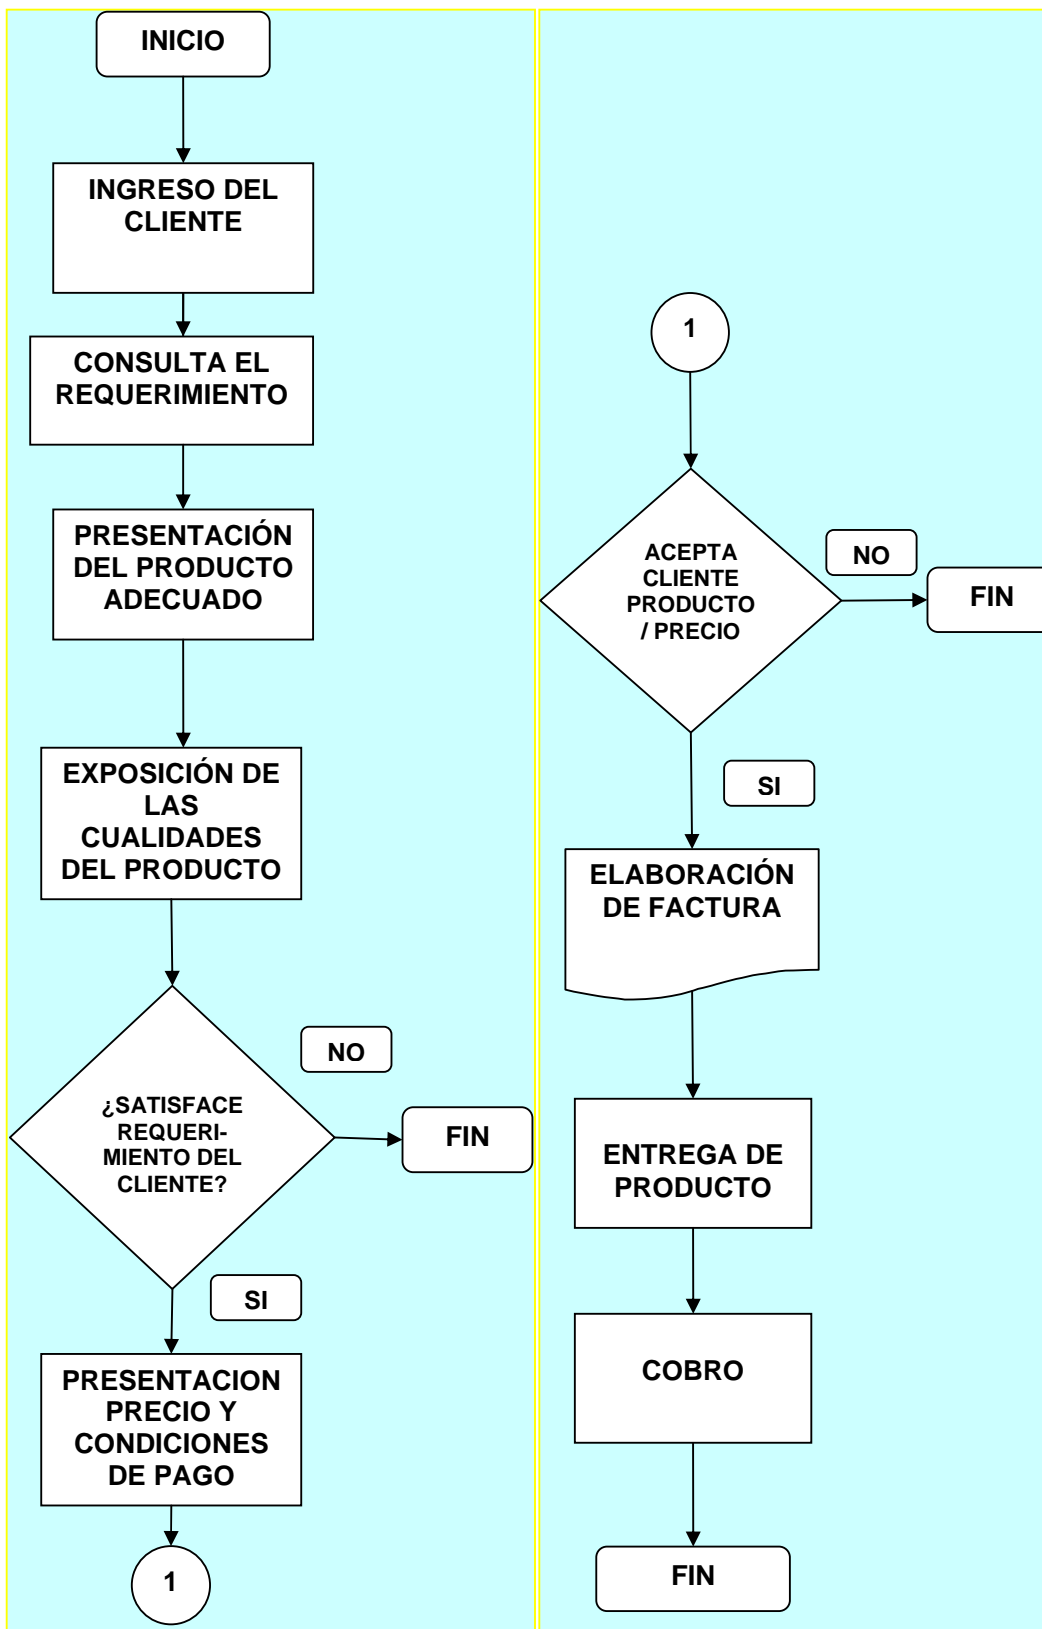 INICIO
INGRESO DEL
CLIENTE
CONSULTA EL
REQUERIMIENTO
PRESENTACIÓN
DEL PRODUCTO
ADECUADO
EXPOSICIÓN DE
LAS
CUALIDADES
DEL PRODUCTO
NO
¿SATISFACE
REQUERI-
MIENTO DEL
CLIENTE?
FIN
SI
PRESENTACION
PRECIO Y
CONDICIONES
DE PAGO
1
1
ACEPTA
CLIENTE
PRODUCTO
/ PRECIO
NO
FIN
SI
ELABORACIÓN
DE FACTURA
ENTREGA DE
PRODUCTO
COBRO
FIN